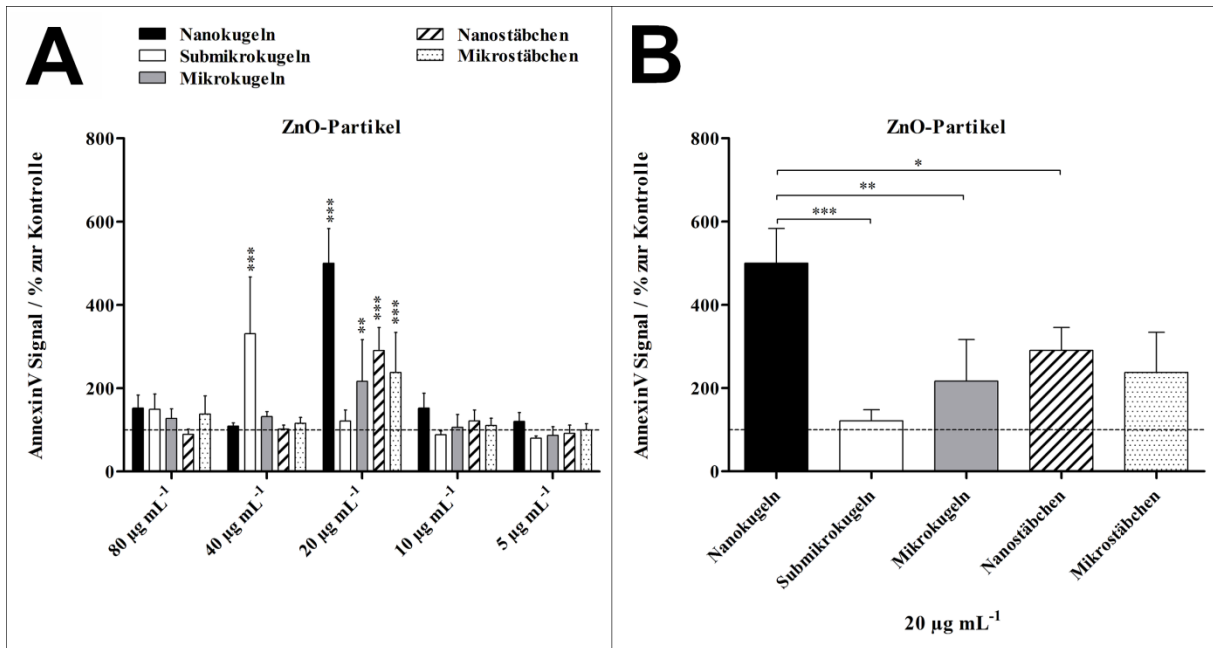 A
Nanokugeln
Submikrokugeln
Mikrokugeln
Nanostäbchen
Mikrostäbchen
ZnO-Partikel
AnnexinV Signal / % zur Kontrolle
800
600
400
200
0
***
***
**
***
***
80 µg mL⁻¹
40 µg mL⁻¹
20 µg mL⁻¹
10 µg mL⁻¹
5 µg mL⁻¹
B
ZnO-Partikel
AnnexinV Signal / % zur Kontrolle
800
600
400
200
0
*
**
***
Nanokugeln
Submikrokugeln
Mikrokugeln
Nanostäbchen
Mikrostäbchen
20 µg mL⁻¹